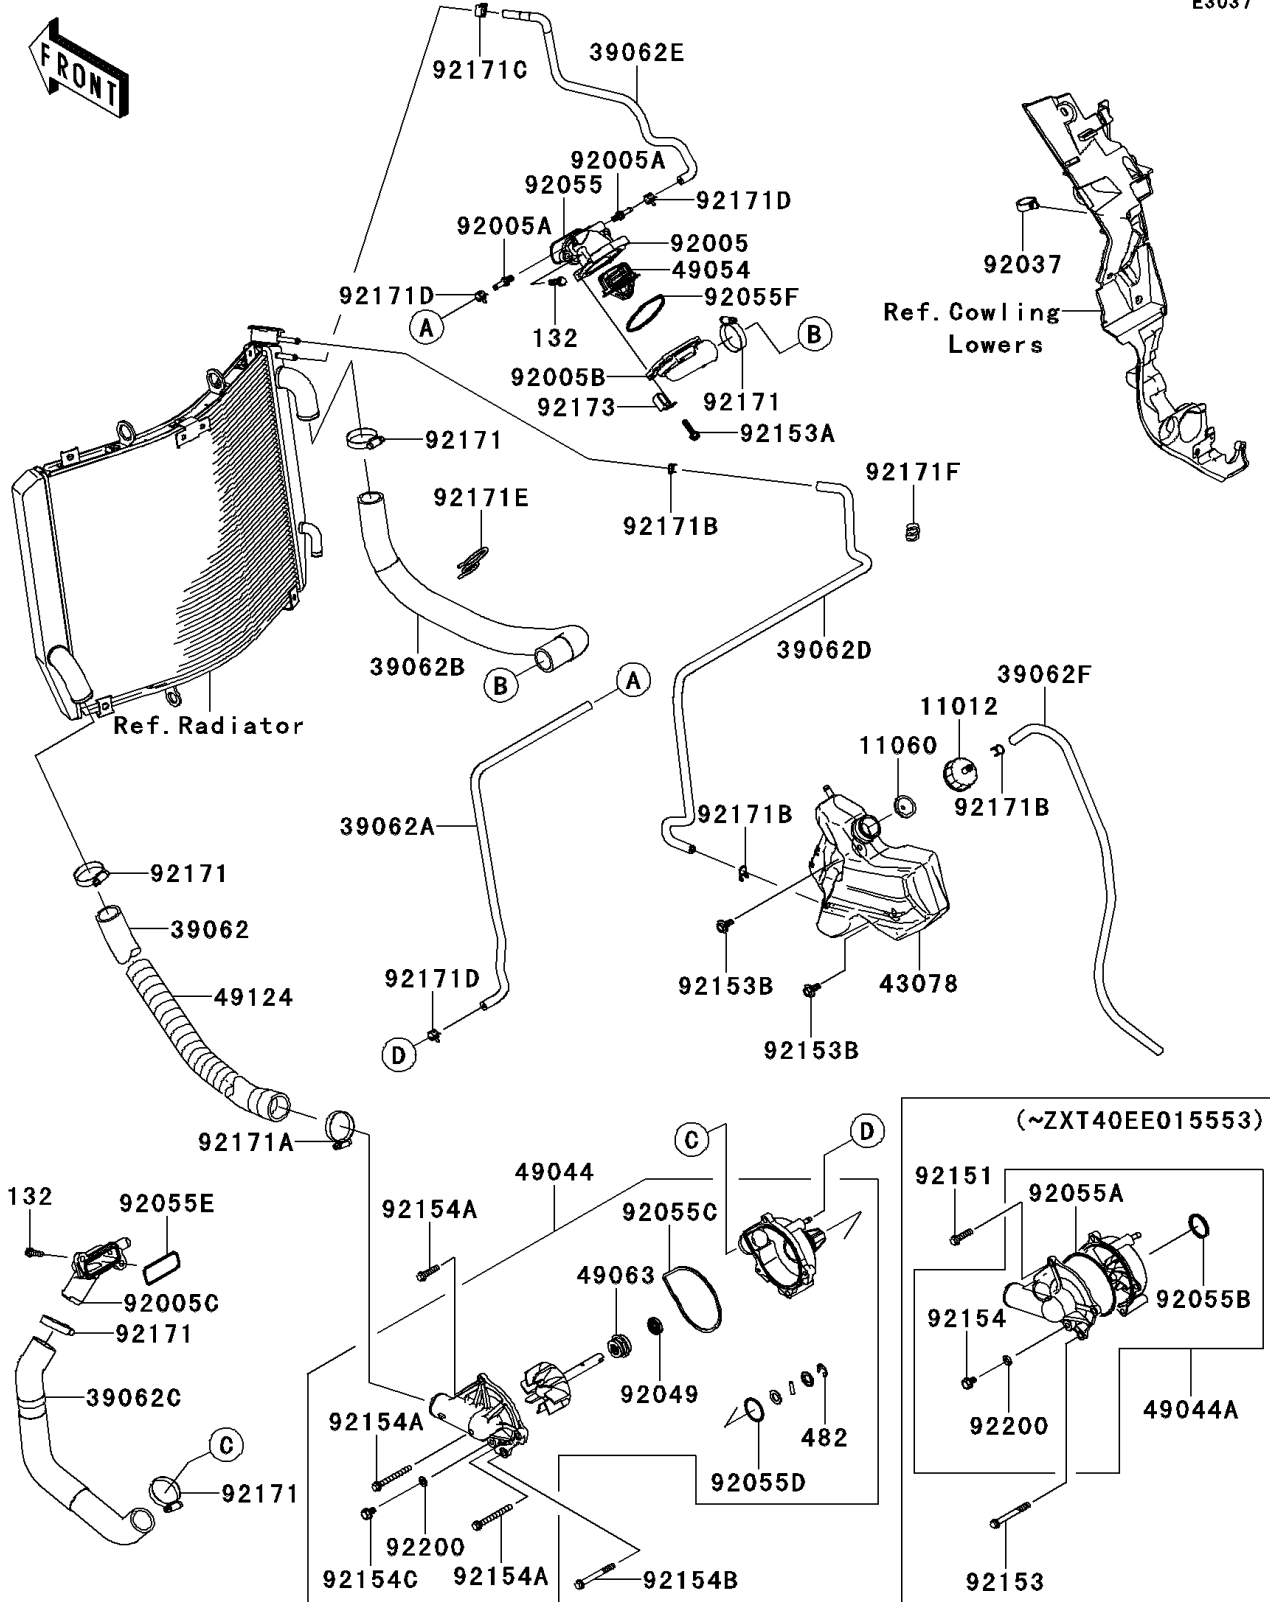 E3037
FRONT
92171C
39062E
92005A
92055
92171D
92005A
92005
49054
92171D
92055F
A
132
B
92037
Ref.Cowling
Lowers
92005B
92173
92171
92153A
92171
92171E
92171B
92171F
39062B
B
39062D
A
39062F
11012
11060
Ref.Radiator
92171B
92171B
39062A
92171
39062
49124
92171D
92153B
43078
D
92153B
92171A
(~ZXT40EE015553)
C
D
49044
92151
132
92055E
92154A
92055C
92055A
49063
92005C
92171
92055B
92154
92049
39062C
92154A
482
92200
49044A
C
92055D
92171
92200
92154C
92154A
92154B
92153